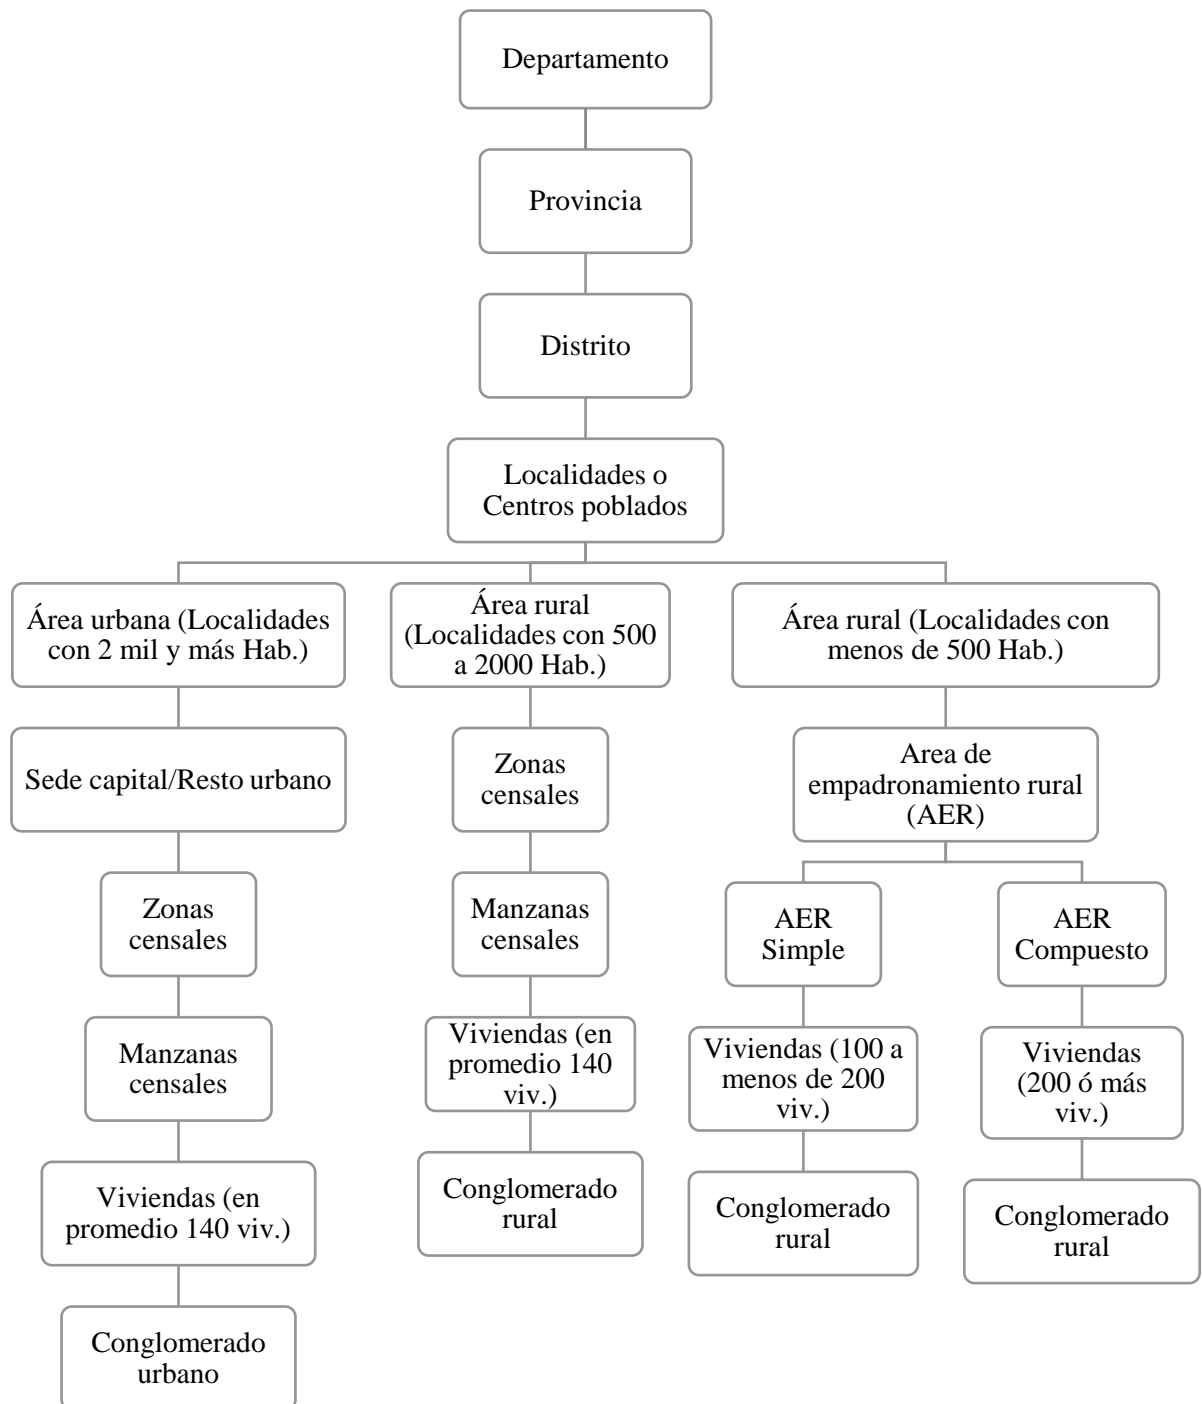 Departamento
Provincia
Distrito
Localidades o
Centros poblados
Área urbana (Localidades
con 2 mil y más Hab.)
Área rural
(Localidades con 500
a 2000 Hab.)
Área rural (Localidades con
menos de 500 Hab.)
Sede capital/Resto urbano
Zonas
censales
Area de
empadronamiento rural
(AER)
Zonas
censales
Manzanas
censales
AER
Simple
AER
Compuesto
Manzanas
censales
Viviendas (en
promedio 140
viv.)
Viviendas (100 a
menos de 200
viv.)
Viviendas
(200 ó más
viv.)
Viviendas (en
promedio 140 viv.)
Conglomerado
rural
Conglomerado
rural
Conglomerado
rural
Conglomerado
urbano